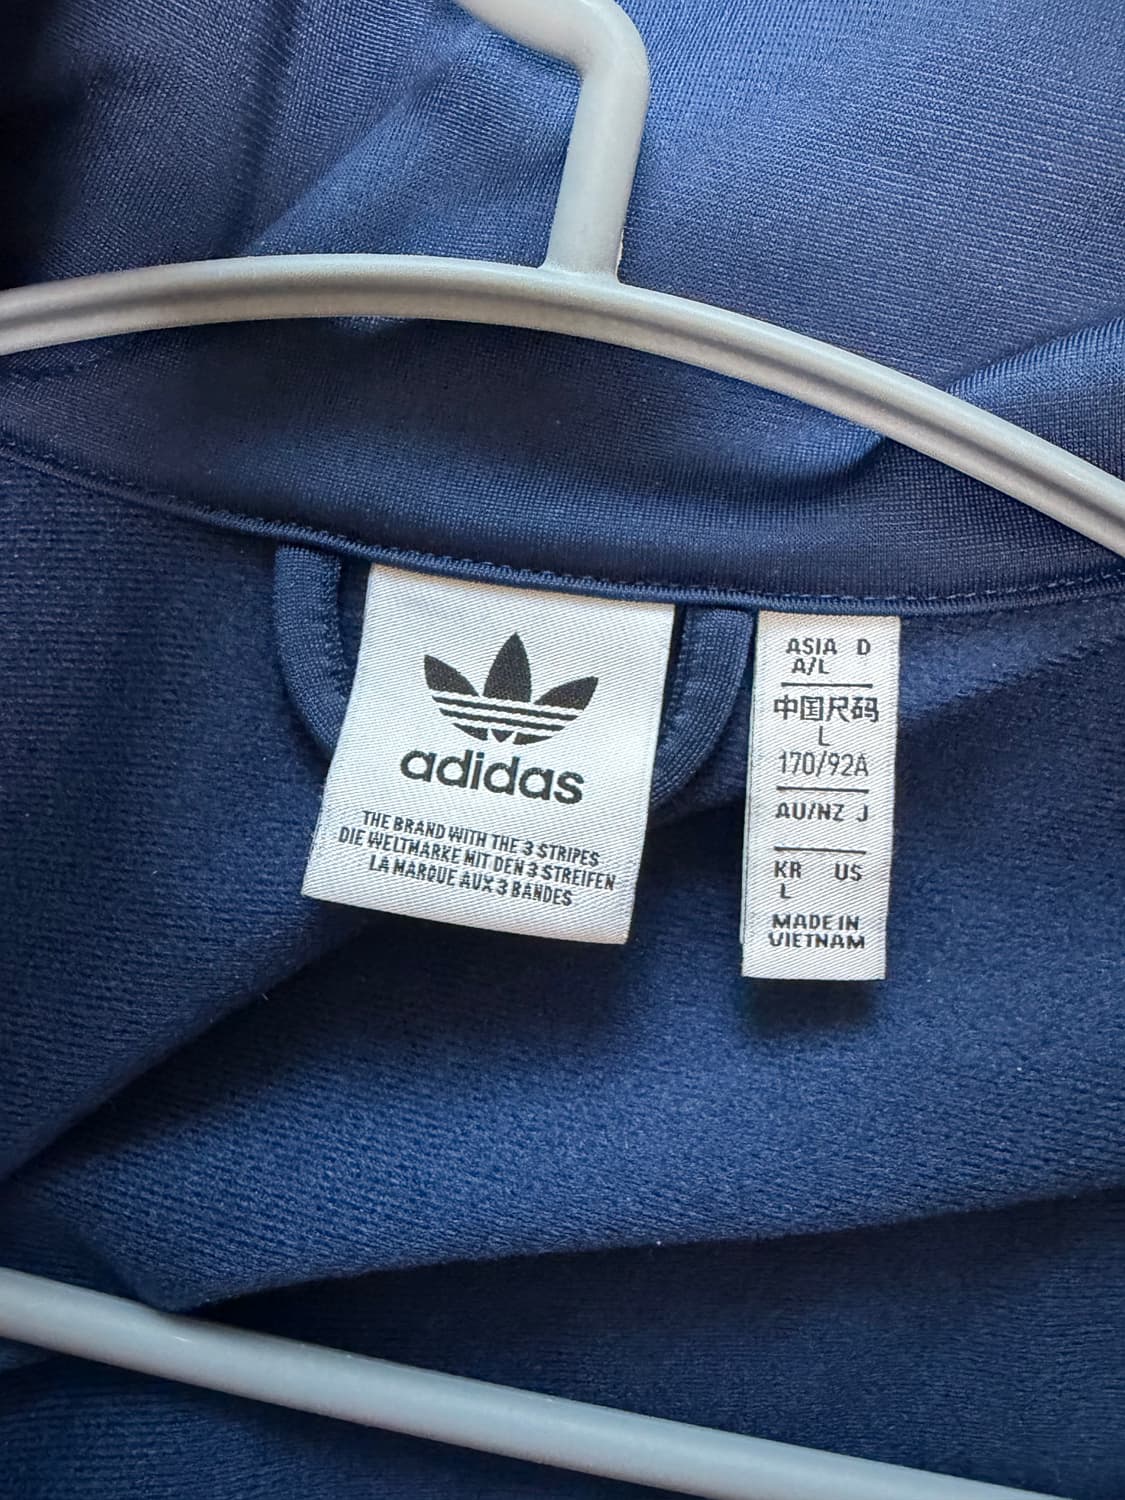 adidas
THE BRAND WITH THE 3 STRIPES
DIE WELTMARKE MIT DEN 3 STREIFEN
LA MARQUE AUX 3 BANDES
ASIA D
A/L
中国尺码
L
170/92A
AU/NZ J
KR US
L
MADE IN
VIETNAM